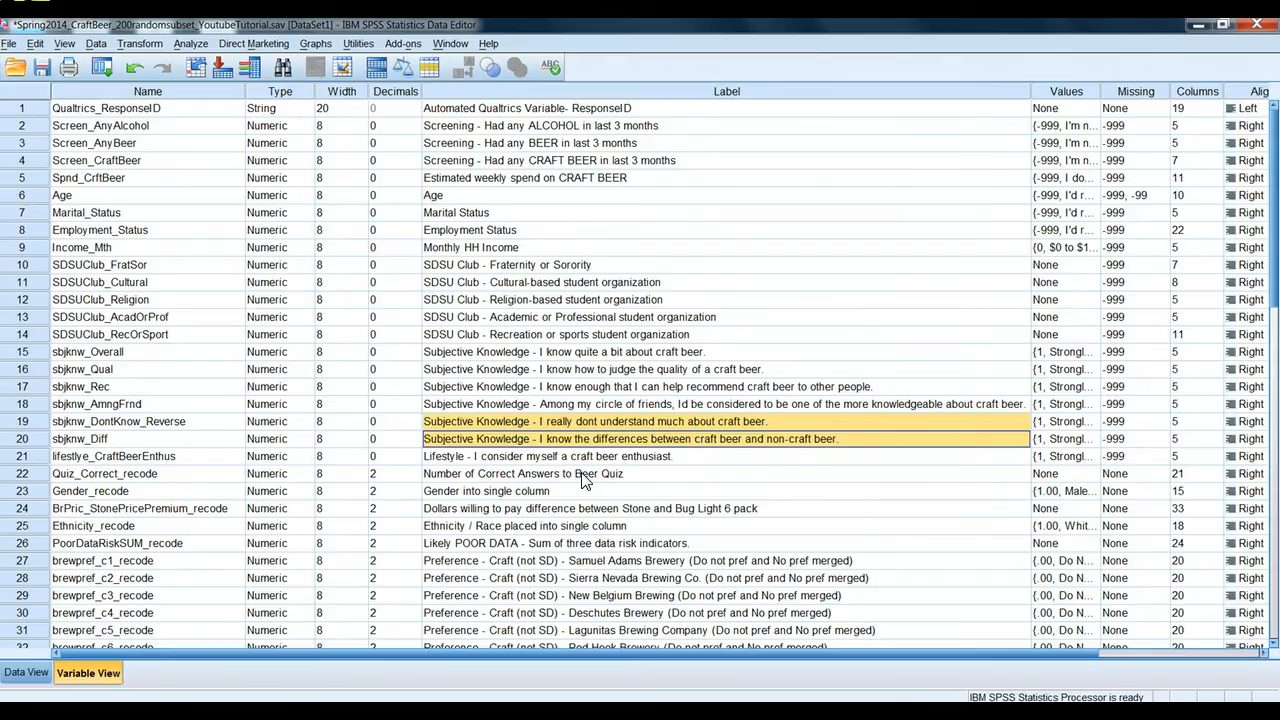 *Spring2014_CraftBeer_200randomsubset_YoutubeTutorial.sav [DataSet1] - IBM SPSS Statistics Data Editor
File Edit View Data Transform Analyze Direct Marketing Graphs Utilities Add-ons Window Help
Name Type Width Decimals Label Values Missing Columns Alig
1 Qualtrics_ResponseID String 20 0 Automated Qualtrics Variable- ResponseID None None 19 Left
2 Screen_AnyAlcohol Numeric 8 0 Screening - Had any ALCOHOL in last 3 months {-999, I'm n... -999 5 Right
3 Screen_AnyBeer Numeric 8 0 Screening - Had any BEER in last 3 months {-999, I'm n... -999 5 Right
4 Screen_CraftBeer Numeric 8 0 Screening - Had any CRAFT BEER in last 3 months {-999, I'm n... -999 7 Right
5 Spnd_CrftBeer Numeric 8 0 Estimated weekly spend on CRAFT BEER {-999, I do... -999 11 Right
6 Age Numeric 8 0 Age {-999, I'd r... -999, -99 10 Right
7 Marital_Status Numeric 8 0 Marital Status {-999, I'd r... -999 5 Right
8 Employment_Status Numeric 8 0 Employment Status {-999, I'd r... -999 22 Right
9 Income_Mth Numeric 8 0 Monthly HH Income {0, $0 to $1... -999 5 Right
10 SDSUClub_FratSor Numeric 8 0 SDSU Club - Fraternity or Sorority None -999 7 Right
11 SDSUClub_Cultural Numeric 8 0 SDSU Club - Cultural-based student organization None -999 8 Right
12 SDSUClub_Religion Numeric 8 0 SDSU Club - Religion-based student organization None -999 5 Right
13 SDSUClub_AcadOrProf Numeric 8 0 SDSU Club - Academic or Professional student organization None -999 5 Right
14 SDSUClub_RecOrSport Numeric 8 0 SDSU Club - Recreation or sports student organization None -999 11 Right
15 sbjknw_Overall Numeric 8 0 Subjective Knowledge - I know quite a bit about craft beer. {1, Strongl... -999 5 Right
16 sbjknw_Qual Numeric 8 0 Subjective Knowledge - I know how to judge the quality of a craft beer. {1, Strongl... -999 5 Right
17 sbjknw_Rec Numeric 8 0 Subjective Knowledge - I know enough that I can help recommend craft beer to other people. {1, Strongl... -999 5 Right
18 sbjknw_AmngFrnd Numeric 8 0 Subjective Knowledge - Among my circle of friends, Id be considered to be one of the more knowledgeable about craft beer. {1, Strongl... -999 5 Right
19 sbjknw_DontKnow_Reverse Numeric 8 0 Subjective Knowledge - I really dont understand much about craft beer. {1, Strongl... -999 5 Right
20 sbjknw_Diff Numeric 8 0 Subjective Knowledge - I know the differences between craft beer and non-craft beer. {1, Strongl... -999 5 Right
21 lifestlye_CraftBeerEnthus Numeric 8 0 Lifestyle - I consider myself a craft beer enthusiast. {1, Strongl... -999 5 Right
22 Quiz_Correct_recode Numeric 8 2 Number of Correct Answers to Beer Quiz None None 21 Right
23 Gender_recode Numeric 8 2 Gender into single column {1.00, Male... None 15 Right
24 BrPric_StonePricePremium_recode Numeric 8 2 Dollars willing to pay difference between Stone and Bug Light 6 pack None None 33 Right
25 Ethnicity_recode Numeric 8 2 Ethnicity / Race placed into single column {1.00, Whit... None 18 Right
26 PoorDataRiskSUM_recode Numeric 8 2 Likely POOR DATA - Sum of three data risk indicators. None None 24 Right
27 brewpref_c1_recode Numeric 8 2 Preference - Craft (not SD) - Samuel Adams Brewery (Do not pref and No pref merged) {.00, Do N... None 20 Right
28 brewpref_c2_recode Numeric 8 2 Preference - Craft (not SD) - Sierra Nevada Brewing Co. (Do not pref and No pref merged) {.00, Do N... None 20 Right
29 brewpref_c3_recode Numeric 8 2 Preference - Craft (not SD) - New Belgium Brewing (Do not pref and No pref merged) {.00, Do N... None 20 Right
30 brewpref_c4_recode Numeric 8 2 Preference - Craft (not SD) - Deschutes Brewery (Do not pref and No pref merged) {.00, Do N... None 20 Right
31 brewpref_c5_recode Numeric 8 2 Preference - Craft (not SD) - Lagunitas Brewing Company (Do not pref and No pref merged) {.00, Do N... None 20 Right
Data View Variable View
IBM SPSS Statistics Processor is ready